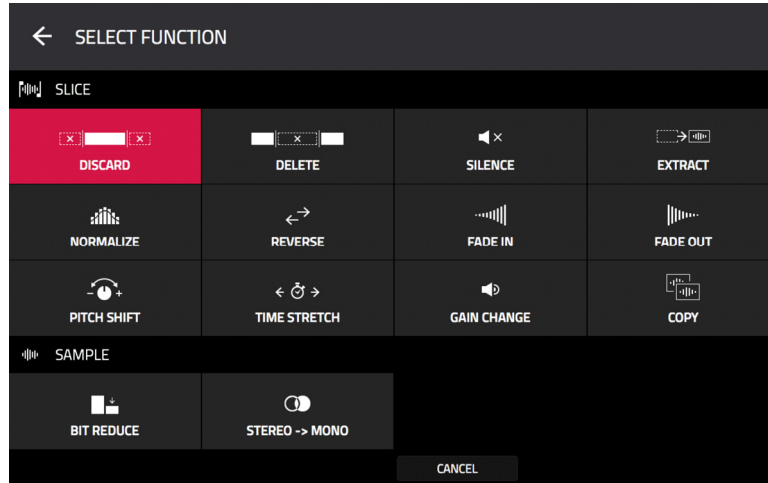 SELECT FUNCTION
SLICE
DISCARD DELETE SILENCE EXTRACT
NORMALIZE REVERSE FADE IN FADE OUT
PITCH SHIFT TIME STRETCH GAIN CHANGE COPY
SAMPLE
BIT REDUCE STEREO -> MONO
CANCEL